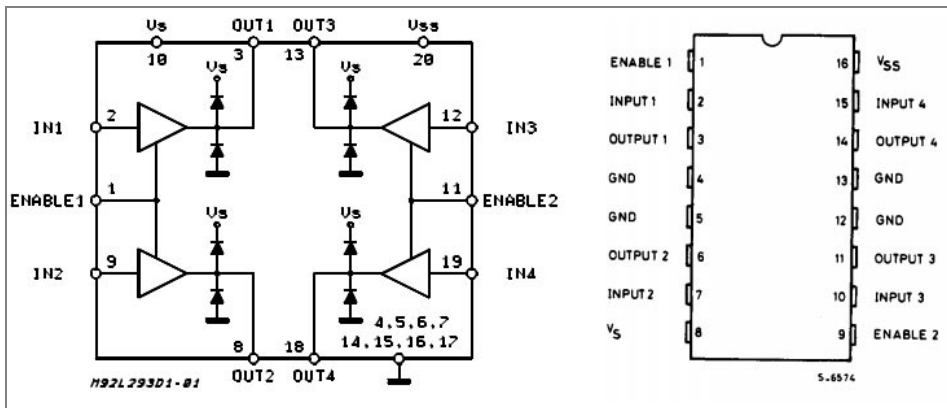 Vs OUT1 OUT3 Vss
10 3 13 20
Vs Vs
IN1 2 12 IN3
ENABLE1 1 11 ENABLE2
Vs Vs
IN2 9 19 IN4
4,5,6,7
8 18 14,15,16,17
M92L293D1-01 OUT2 OUT4
ENABLE 1 1 16 VSS
INPUT 1 2 15 INPUT 4
OUTPUT 1 3 14 OUTPUT 4
GND 4 13 GND
GND 5 12 GND
OUTPUT 2 6 11 OUTPUT 3
INPUT 2 7 10 INPUT 3
VS 8 9 ENABLE 2
S.6574